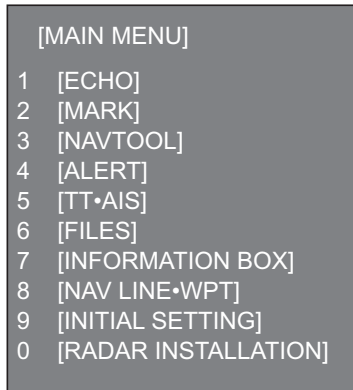 [MAIN MENU]
1 [ECHO]
2 [MARK]
3 [NAVTOOL]
4 [ALERT]
5 [TT•AIS]
6 [FILES]
7 [INFORMATION BOX]
8 [NAV LINE•WPT]
9 [INITIAL SETTING]
0 [RADAR INSTALLATION]